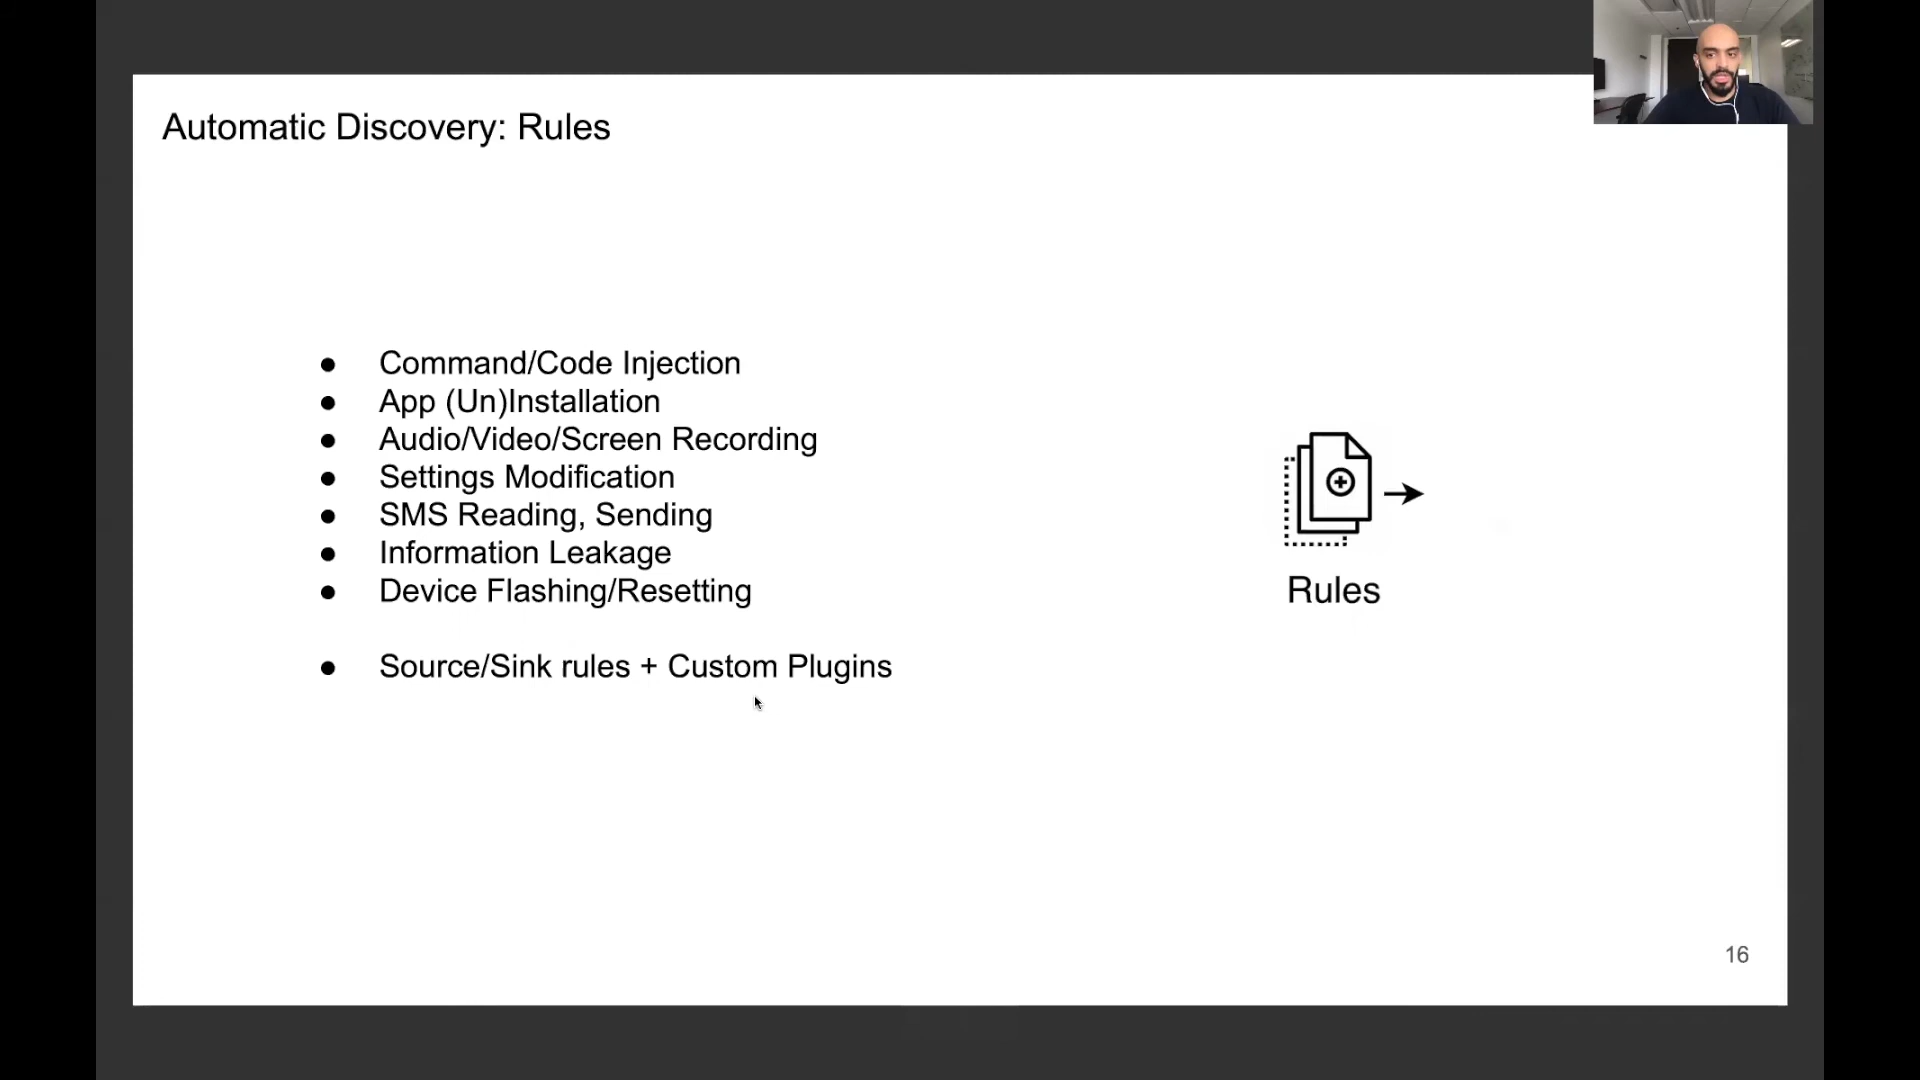 Automatic Discovery: Rules
● Command/Code Injection
● App (Un)Installation
● Audio/Video/Screen Recording
● Settings Modification
● SMS Reading, Sending
● Information Leakage
● Device Flashing/Resetting
● Source/Sink rules + Custom Plugins
Rules
16